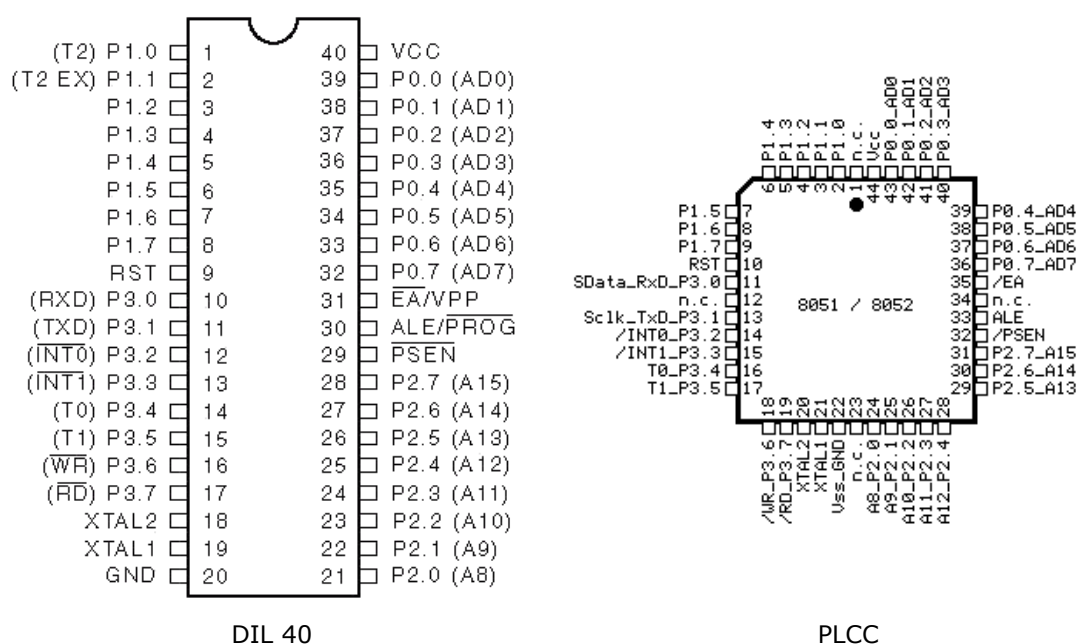 (T2) P1.0 1 40 VCC
(T2 EX) P1.1 2 39 P0.0 (AD0)
P1.2 3 38 P0.1 (AD1)
P1.3 4 37 P0.2 (AD2)
P1.4 5 36 P0.3 (AD3)
P1.5 6 35 P0.4 (AD4)
P1.6 7 34 P0.5 (AD5)
P1.7 8 33 P0.6 (AD6)
RST 9 32 P0.7 (AD7)
(RXD) P3.0 10 31 E̅A̅/VPP
(TXD) P3.1 11 30 ALE/P̅R̅O̅G̅
(I̅N̅T̅0̅) P3.2 12 29 P̅S̅E̅N̅
(I̅N̅T̅1̅) P3.3 13 28 P2.7 (A15)
(T0) P3.4 14 27 P2.6 (A14)
(T1) P3.5 15 26 P2.5 (A13)
(W̅R̅) P3.6 16 25 P2.4 (A12)
(R̅D̅) P3.7 17 24 P2.3 (A11)
XTAL2 18 23 P2.2 (A10)
XTAL1 19 22 P2.1 (A9)
GND 20 21 P2.0 (A8)
DIL 40
P1.4 P1.3 P1.2 P1.1 P1.0 n.c. Vcc P0.0_AD0 P0.1_AD1 P0.2_AD2 P0.3_AD3
6 5 4 3 2 1 44 43 42 41 40
P1.5 7 39 P0.4_AD4
P1.6 8 38 P0.5_AD5
P1.7 9 37 P0.6_AD6
RST 10 36 P0.7_AD7
SData_RxD_P3.0 11 35 /EA
n.c. 12 34 n.c.
8051 / 8052
Sclk_TxD_P3.1 13 33 ALE
/INT0_P3.2 14 32 /PSEN
/INT1_P3.3 15 31 P2.7_A15
T0_P3.4 16 30 P2.6_A14
T1_P3.5 17 29 P2.5_A13
18 19 20 21 22 23 24 25 26 27 28
/WR_P3.6 /RD_P3.7 XTAL2 XTAL1 Vss_GND n.c. A8_P2.0 A9_P2.1 A10_P2.2 A11_P2.3 A12_P2.4
PLCC